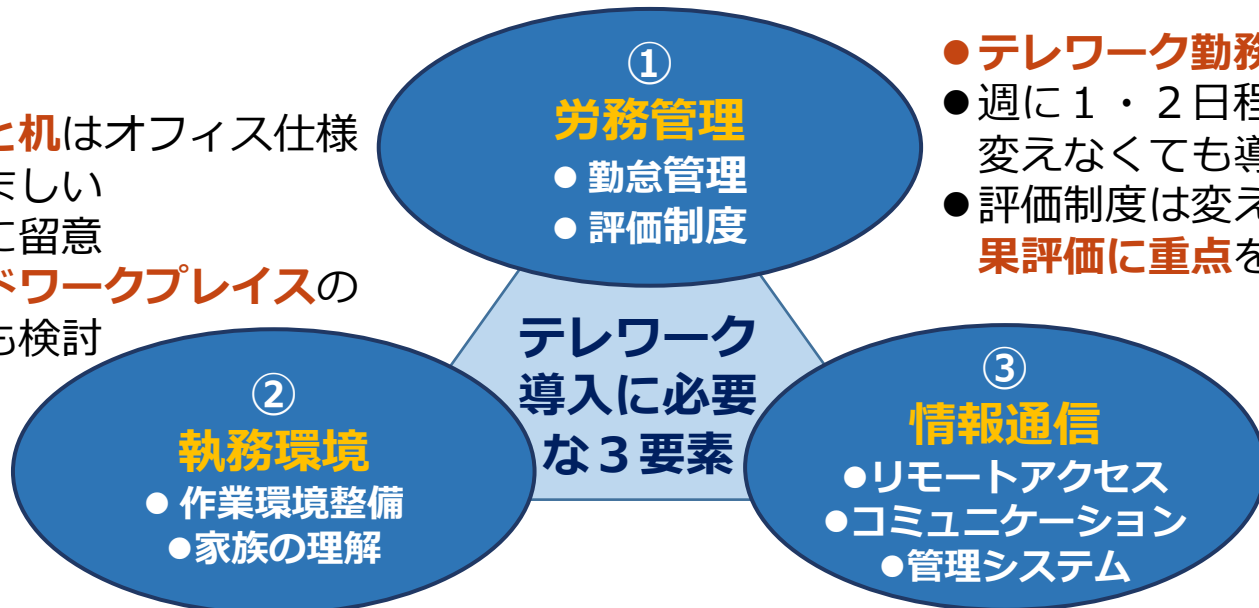 ①
労務管理
● 勤怠管理
● 評価制度
と机はオフィス仕様
ましい
に留意
ドワークプレイスの
も検討
● テレワーク勤務
● 週に１・２日程
変えなくても導
● 評価制度は変え
果評価に重点を
テレワーク
導入に必要
な３要素
②
執務環境
● 作業環境整備
●家族の理解
③
情報通信
●リモートアクセス
●コミュニケーション
●管理システム